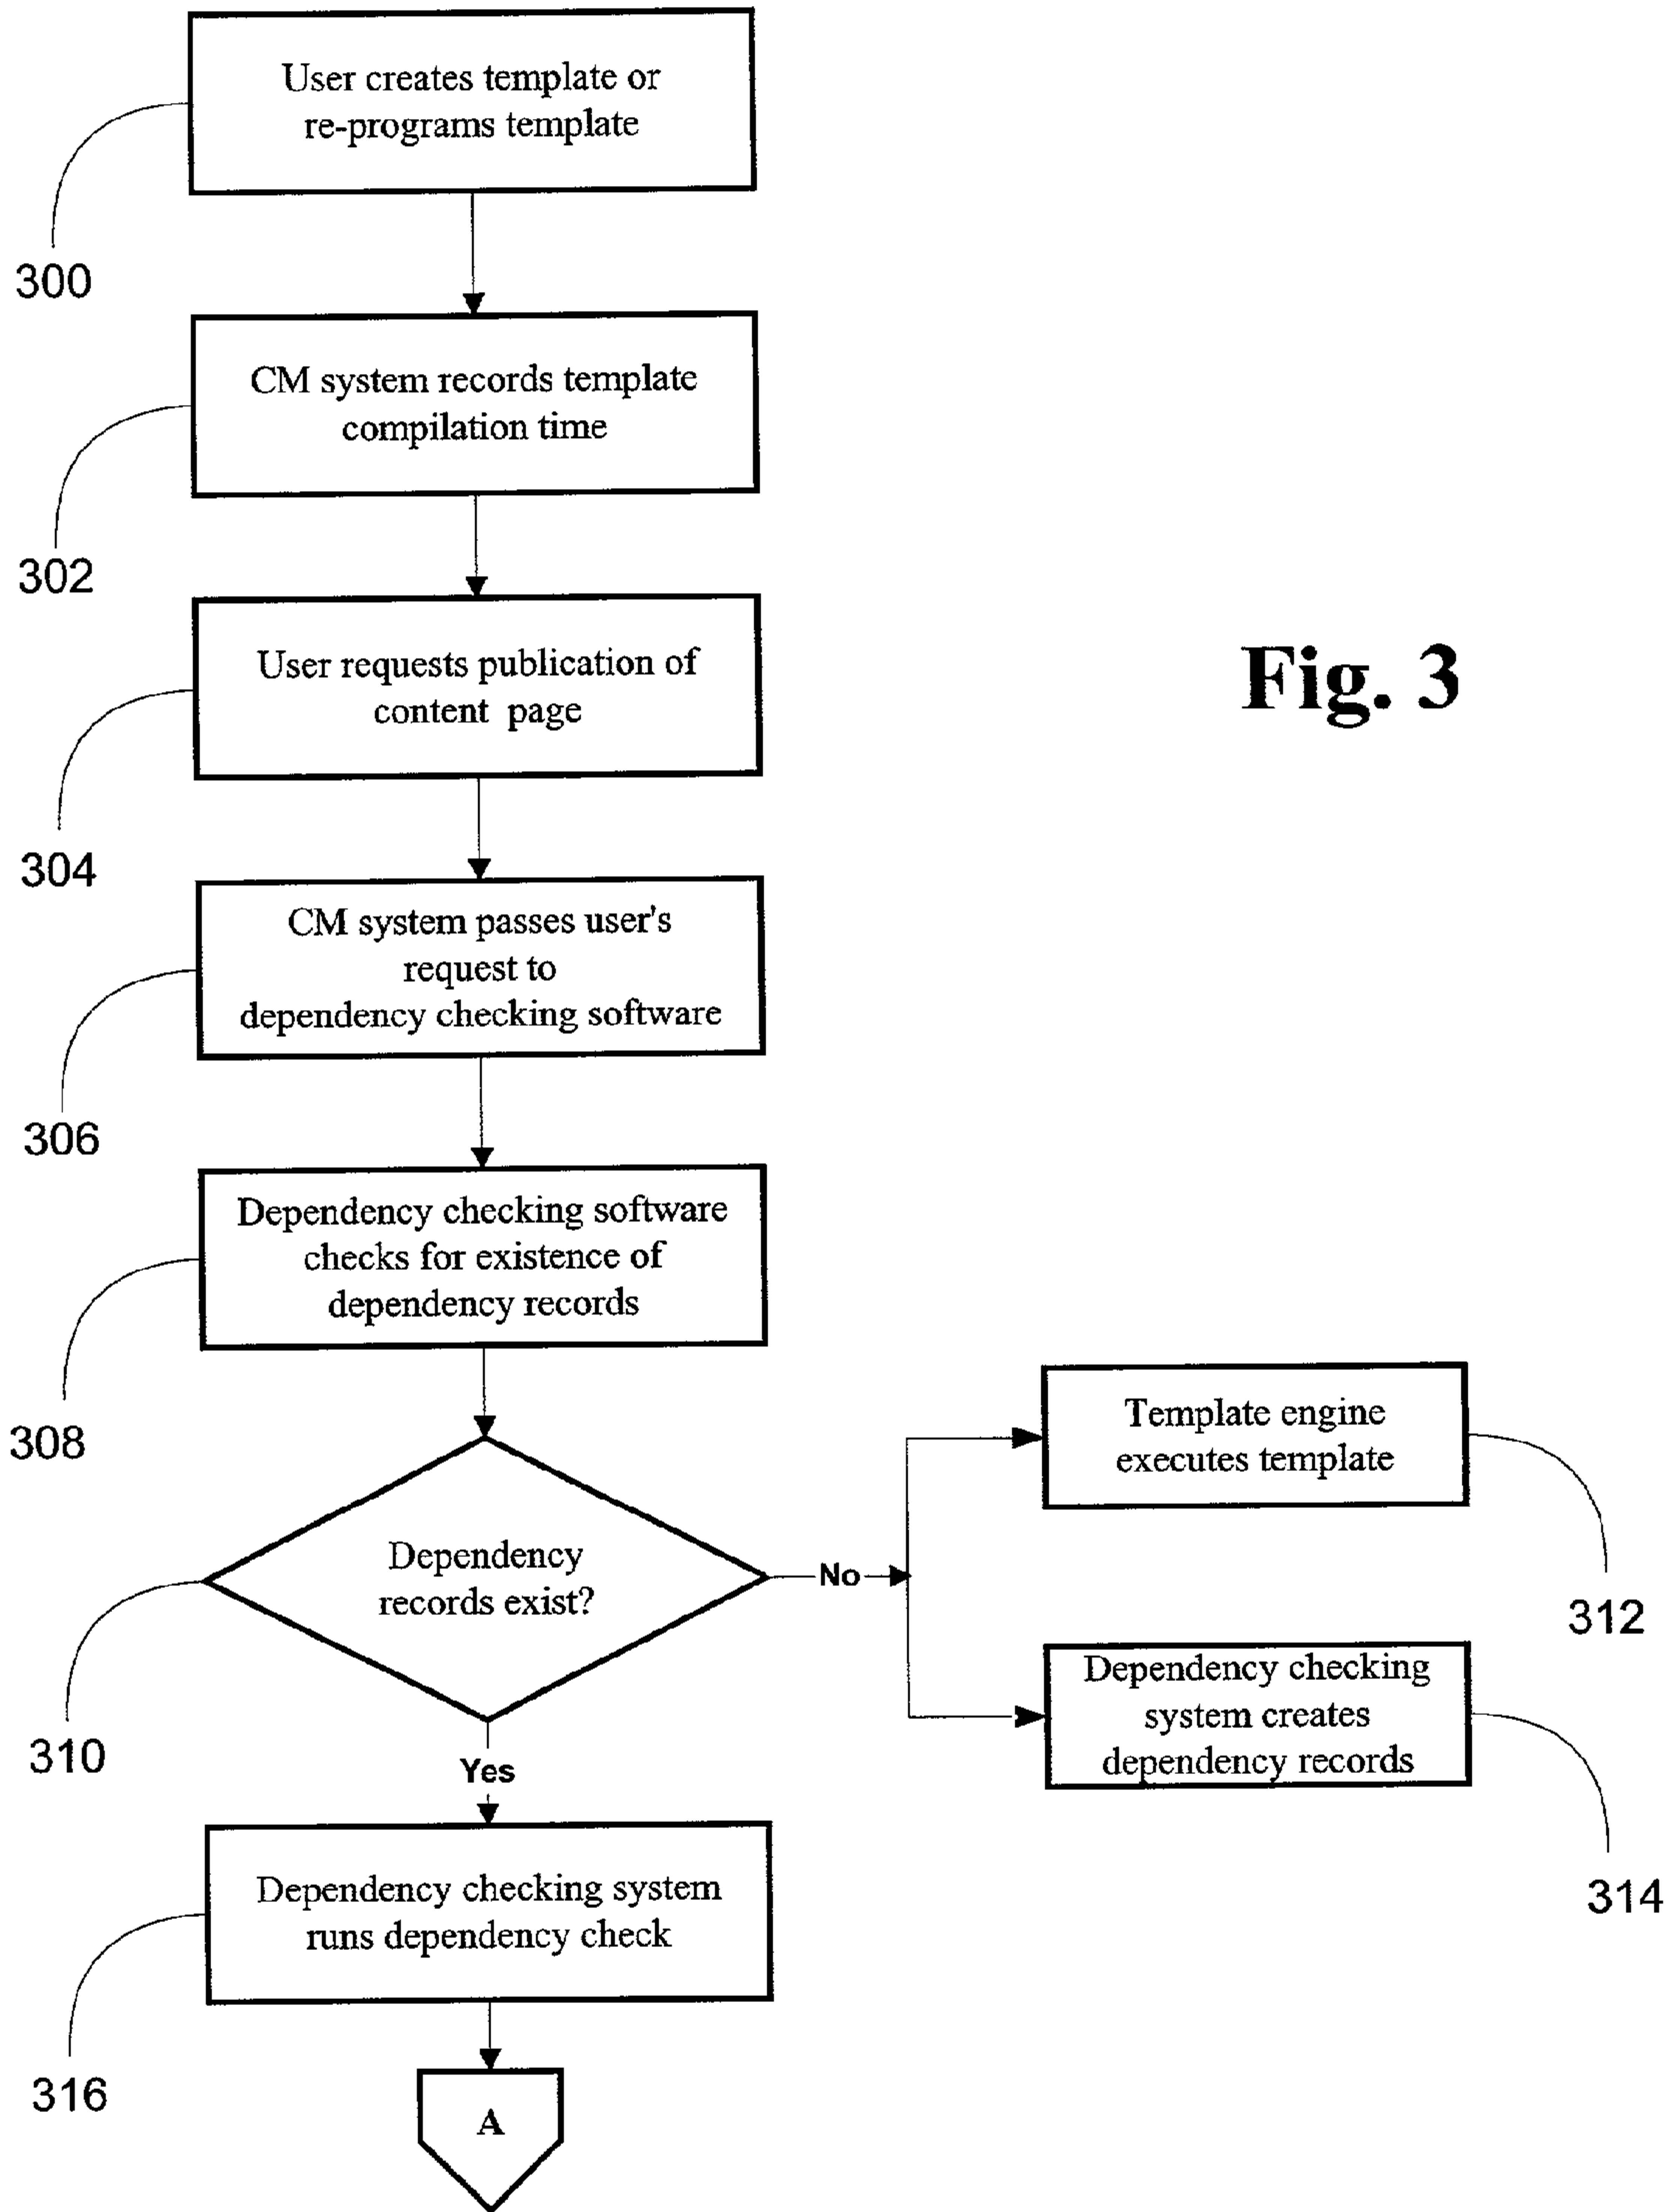 User creates template or
re-programs template
300
CM system records template
compilation time
302
User requests publication of
content page
Fig. 3
304
CM system passes user's
request to
dependency checking software
306
Dependency checking software
checks for existence of
dependency records
308
Template engine
executes template
312
Dependency
records exist?
No
310
Dependency checking
system creates
dependency records
314
Yes
Dependency checking system
runs dependency check
316
A